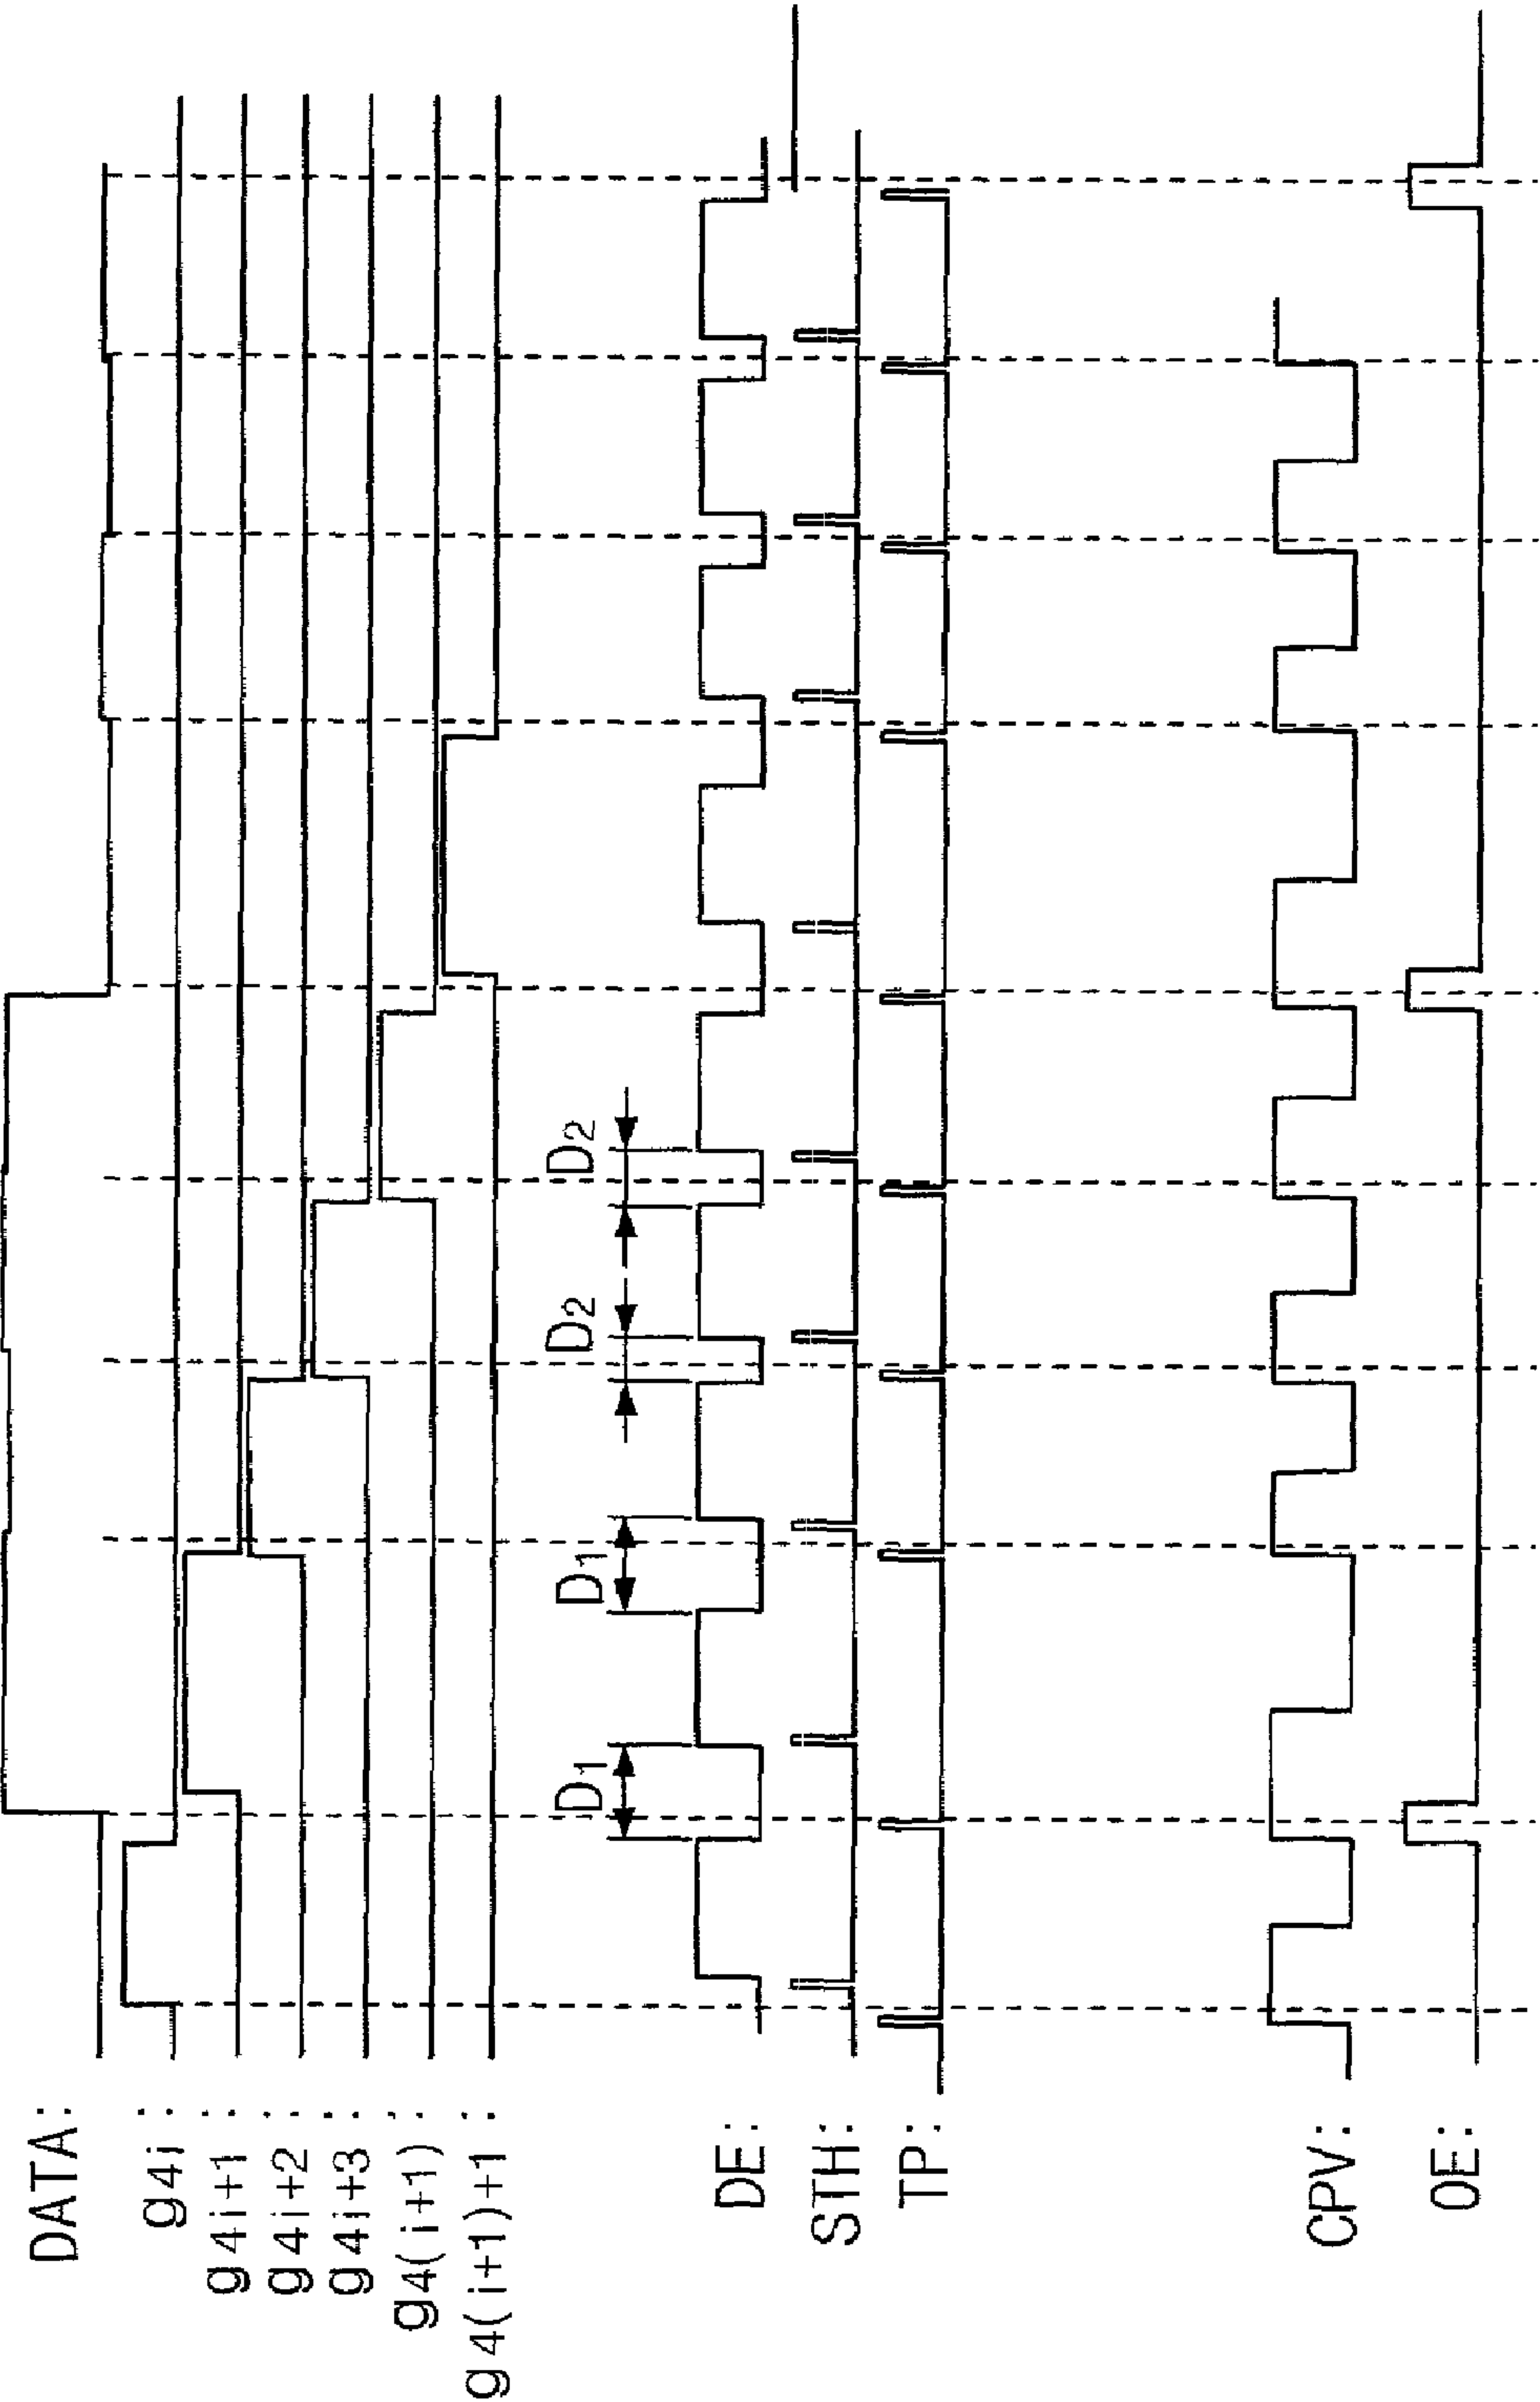 DATA:
g4i :
g4i+1 :
g4i+2 :
g4i+3 :
g4(i+1) :
g4(i+1)+1 :
D1
D1
D2
D2
DE:
STH:
TP:
CPV:
OE: